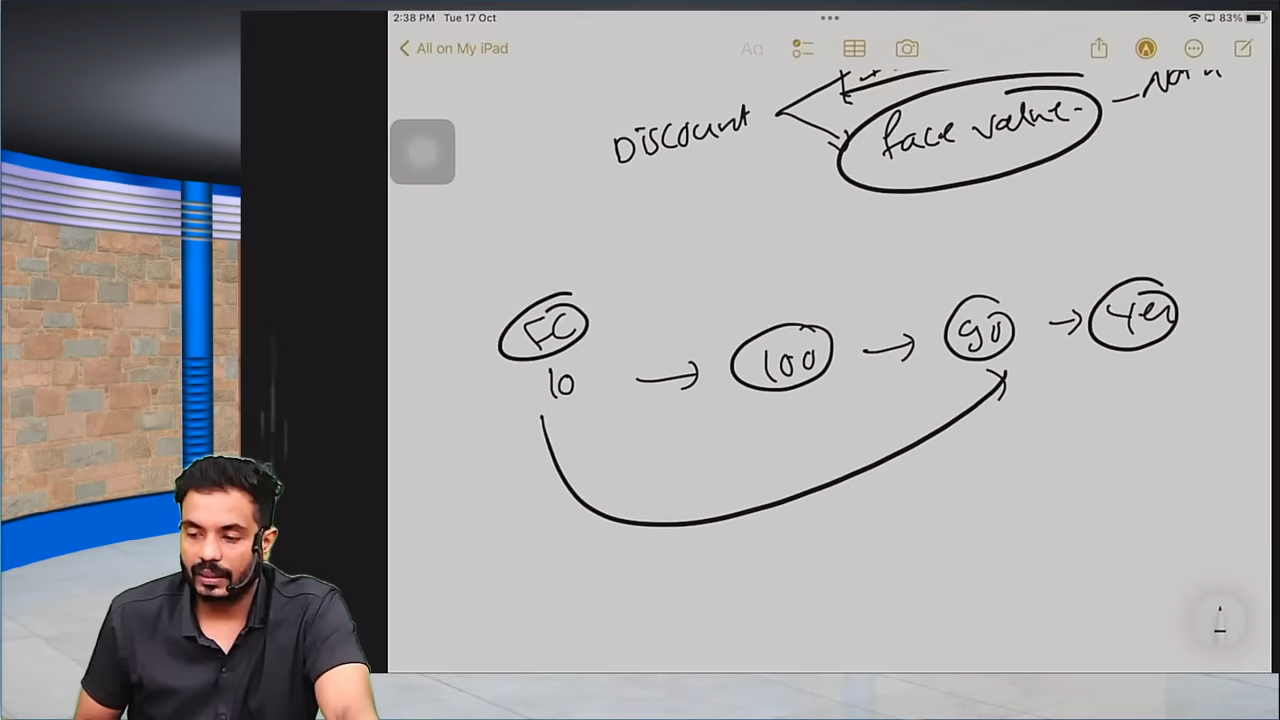 2:38 PM Tue 17 Oct
83%
All on My iPad
Aa
Discount
face value-
FC
10
100
90
yen